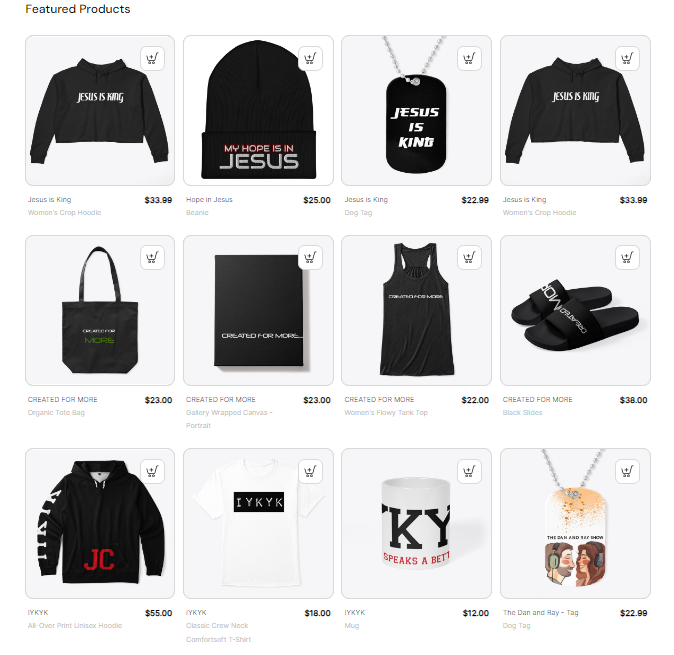 Featured Products
JESUS IS KING
MY HOPE IS IN
JESUS
JESUS
IS
KING
JESUS IS KING
Jesus is King
$33.99
Women's Crop Hoodie
Hope in Jesus
$25.00
Beanie
Jesus is King
$22.99
Dog Tag
Jesus is King
$33.99
Women's Crop Hoodie
CREATED FOR
MORE
CREATED FOR MORE...
CREATED FOR MORE
MOR
CREATED
CREATED FOR MORE
$23.00
Organic Tote Bag
CREATED FOR MORE
$23.00
Gallery Wrapped Canvas -
Portrait
CREATED FOR MORE
$22.00
Women's Flowy Tank Top
CREATED FOR MORE
$38.00
Black Slides
JC
IYKYK
KY
SPEAKS A BETT
THE DAN AND RAY SHOW
IYKYK
$55.00
All-Over Print Unisex Hoodie
IYKYK
$18.00
Classic Crew Neck
Comfortsoft T-Shirt
IYKYK
$12.00
Mug
The Dan and Ray - Tag
$22.99
Dog Tag